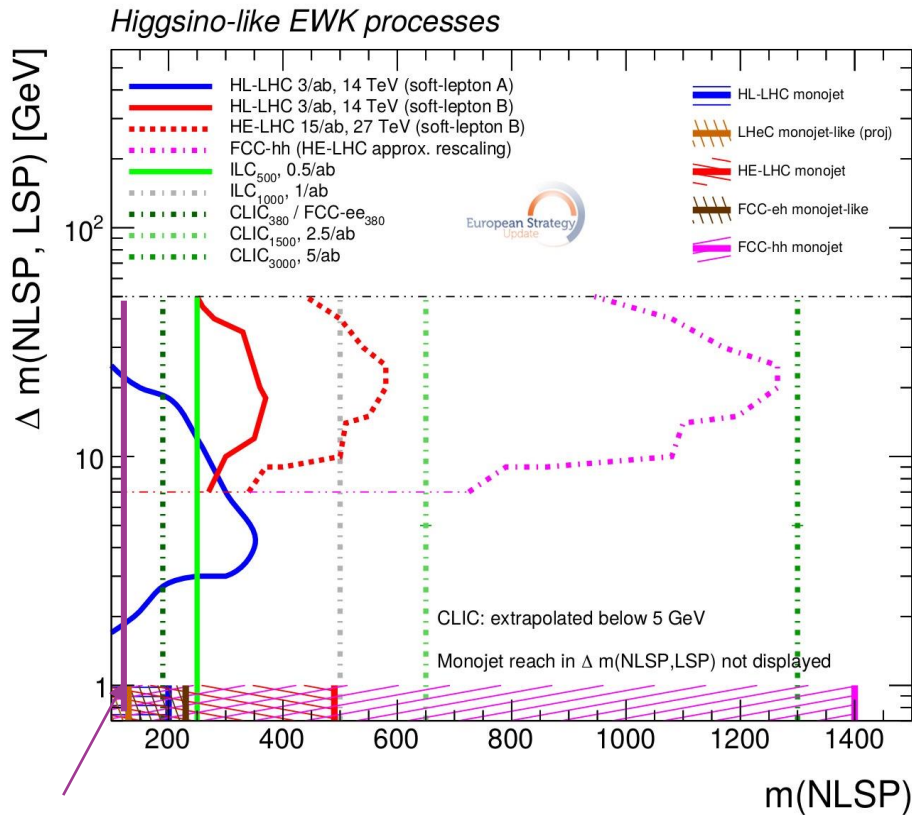 Higgsino-like EWK processes
Δ m(NLSP, LSP) [GeV]
HL-LHC 3/ab, 14 TeV (soft-lepton A)
HL-LHC 3/ab, 14 TeV (soft-lepton B)
HE-LHC 15/ab, 27 TeV (soft-lepton B)
FCC-hh (HE-LHC approx. rescaling)
ILC500, 0.5/ab
ILC1000, 1/ab
CLIC380 / FCC-ee380
CLIC1500, 2.5/ab
CLIC3000, 5/ab
European Strategy
Update
HL-LHC monojet
LHeC monojet-like (proj)
HE-LHC monojet
FCC-eh monojet-like
FCC-hh monojet
10²
10
1
CLIC: extrapolated below 5 GeV
Monojet reach in Δ m(NLSP,LSP) not displayed
200 400 600 800 1000 1200 1400
m(NLSP)